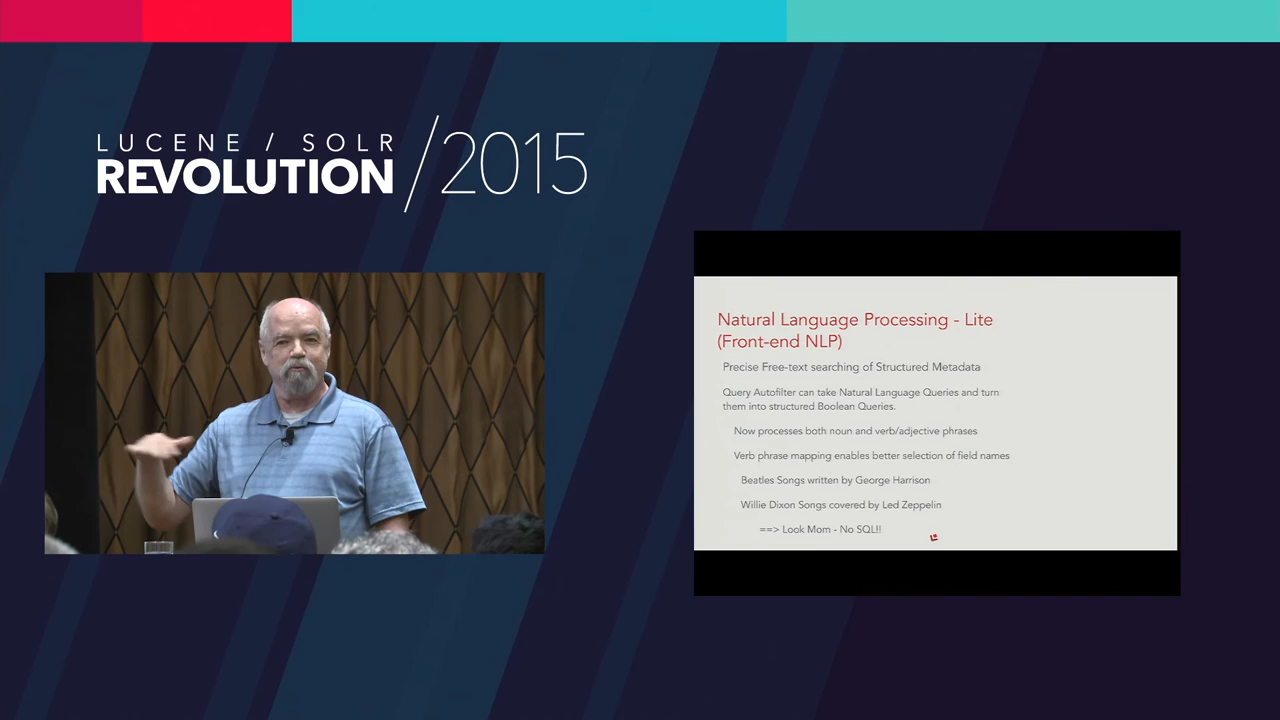 LUCENE / SOLR
REVOLUTION /2015
Natural Language Processing - Lite
(Front-end NLP)
Precise Free-text searching of Structured Metadata
Query Autofilter can take Natural Language Queries and turn
them into structured Boolean Queries.
Now processes both noun and verb/adjective phrases
Verb phrase mapping enables better selection of field names
Beatles Songs written by George Harrison
Willie Dixon Songs covered by Led Zeppelin
==> Look Mom - No SQL!!